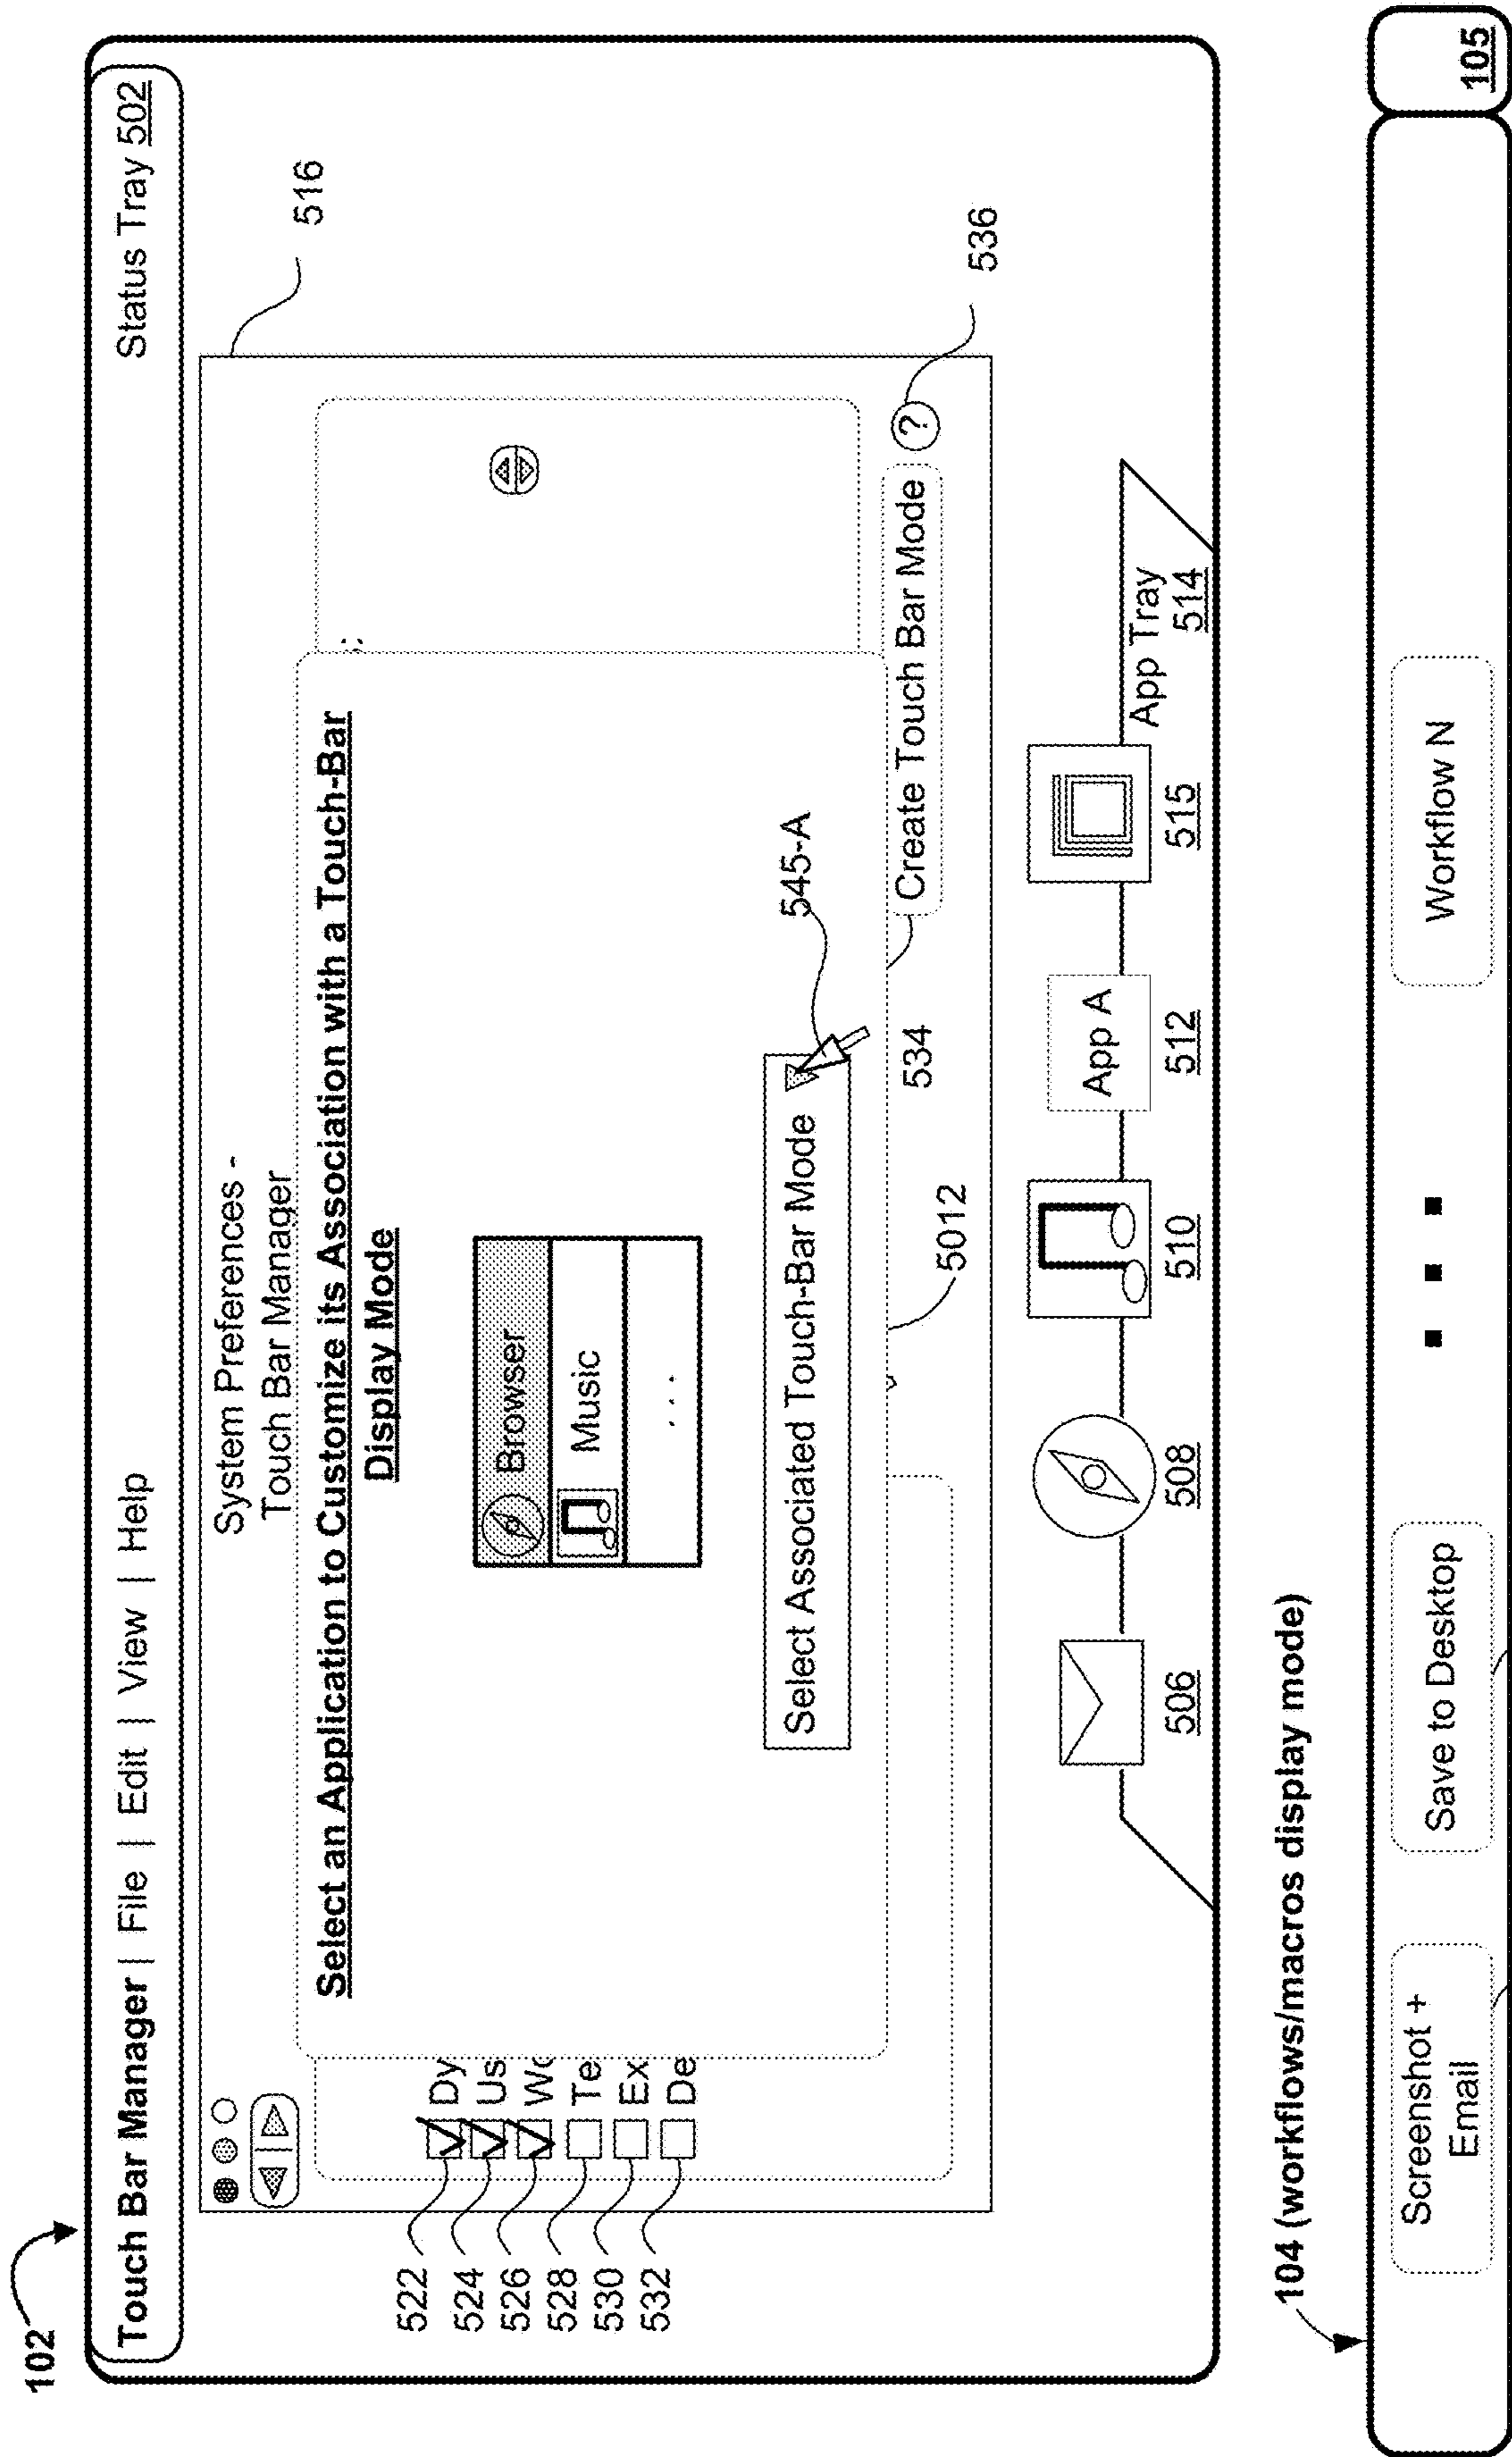 102
Touch Bar Manager | File | Edit | View | Help
Status Tray 502
516
System Preferences -
Touch Bar Manager
Select an Application to Customize its Association with a Touch-Bar
Display Mode
Browser
Music
. . .
522
524
526
528
530
532
Dy
Us
Wo
Te
Ex
De
Select Associated Touch-Bar Mode
545-A
Create Touch Bar Mode
?
536
534
5012
App Tray
514
App A
506
508
510
512
515
104 (workflows/macros display mode)
Screenshot +
Email
Save to Desktop
Workflow N
105